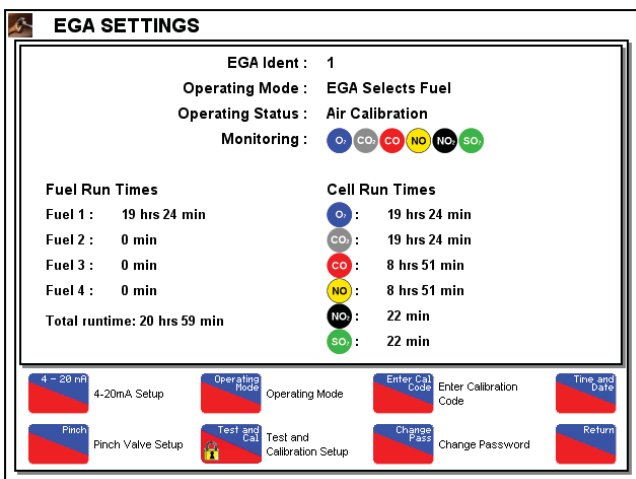 EGA SETTINGS
EGA Ident : 1
Operating Mode : EGA Selects Fuel
Operating Status : Air Calibration
Monitoring : O₂ CO₂ CO NO NO₂ SO₂
Fuel Run Times
Fuel 1 : 19 hrs 24 min
Fuel 2 : 0 min
Fuel 3 : 0 min
Fuel 4 : 0 min
Total runtime: 20 hrs 59 min
Cell Run Times
O₂ : 19 hrs 24 min
CO₂ : 19 hrs 24 min
CO : 8 hrs 51 min
NO : 8 hrs 51 min
NO₂ : 22 min
SO₂ : 22 min
4 - 20 mA
4-20mA Setup
Operating
Mode
Operating Mode
Enter Cal
Code
Enter Calibration
Code
Time and
Date
Pinch
Pinch Valve Setup
Test and
Cal
Test and
Calibration Setup
Change
Pass
Change Password
Return